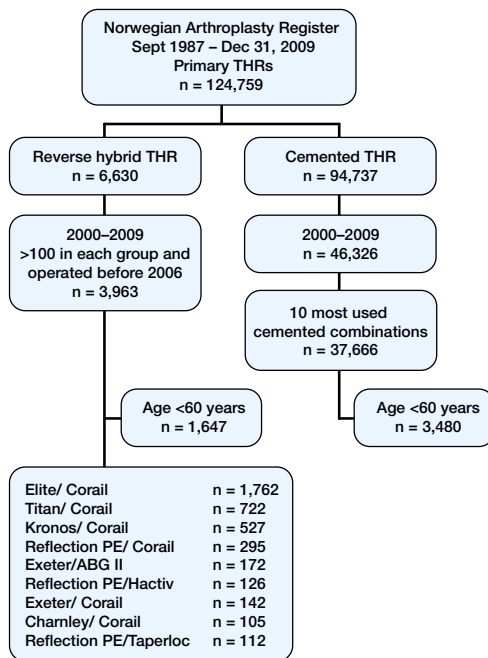 Norwegian Arthroplasty Register
Sept 1987 – Dec 31, 2009
Primary THRs
n = 124,759
Reverse hybrid THR
n = 6,630
Cemented THR
n = 94,737
2000–2009
>100 in each group and
operated before 2006
n = 3,963
2000–2009
n = 46,326
10 most used
cemented combinations
n = 37,666
Age <60 years
n = 1,647
Age <60 years
n = 3,480
Elite/ Corail n = 1,762
Titan/ Corail n = 722
Kronos/ Corail n = 527
Reflection PE/ Corail n = 295
Exeter/ABG II n = 172
Reflection PE/Hactiv n = 126
Exeter/ Corail n = 142
Charnley/ Corail n = 105
Reflection PE/Taperloc n = 112